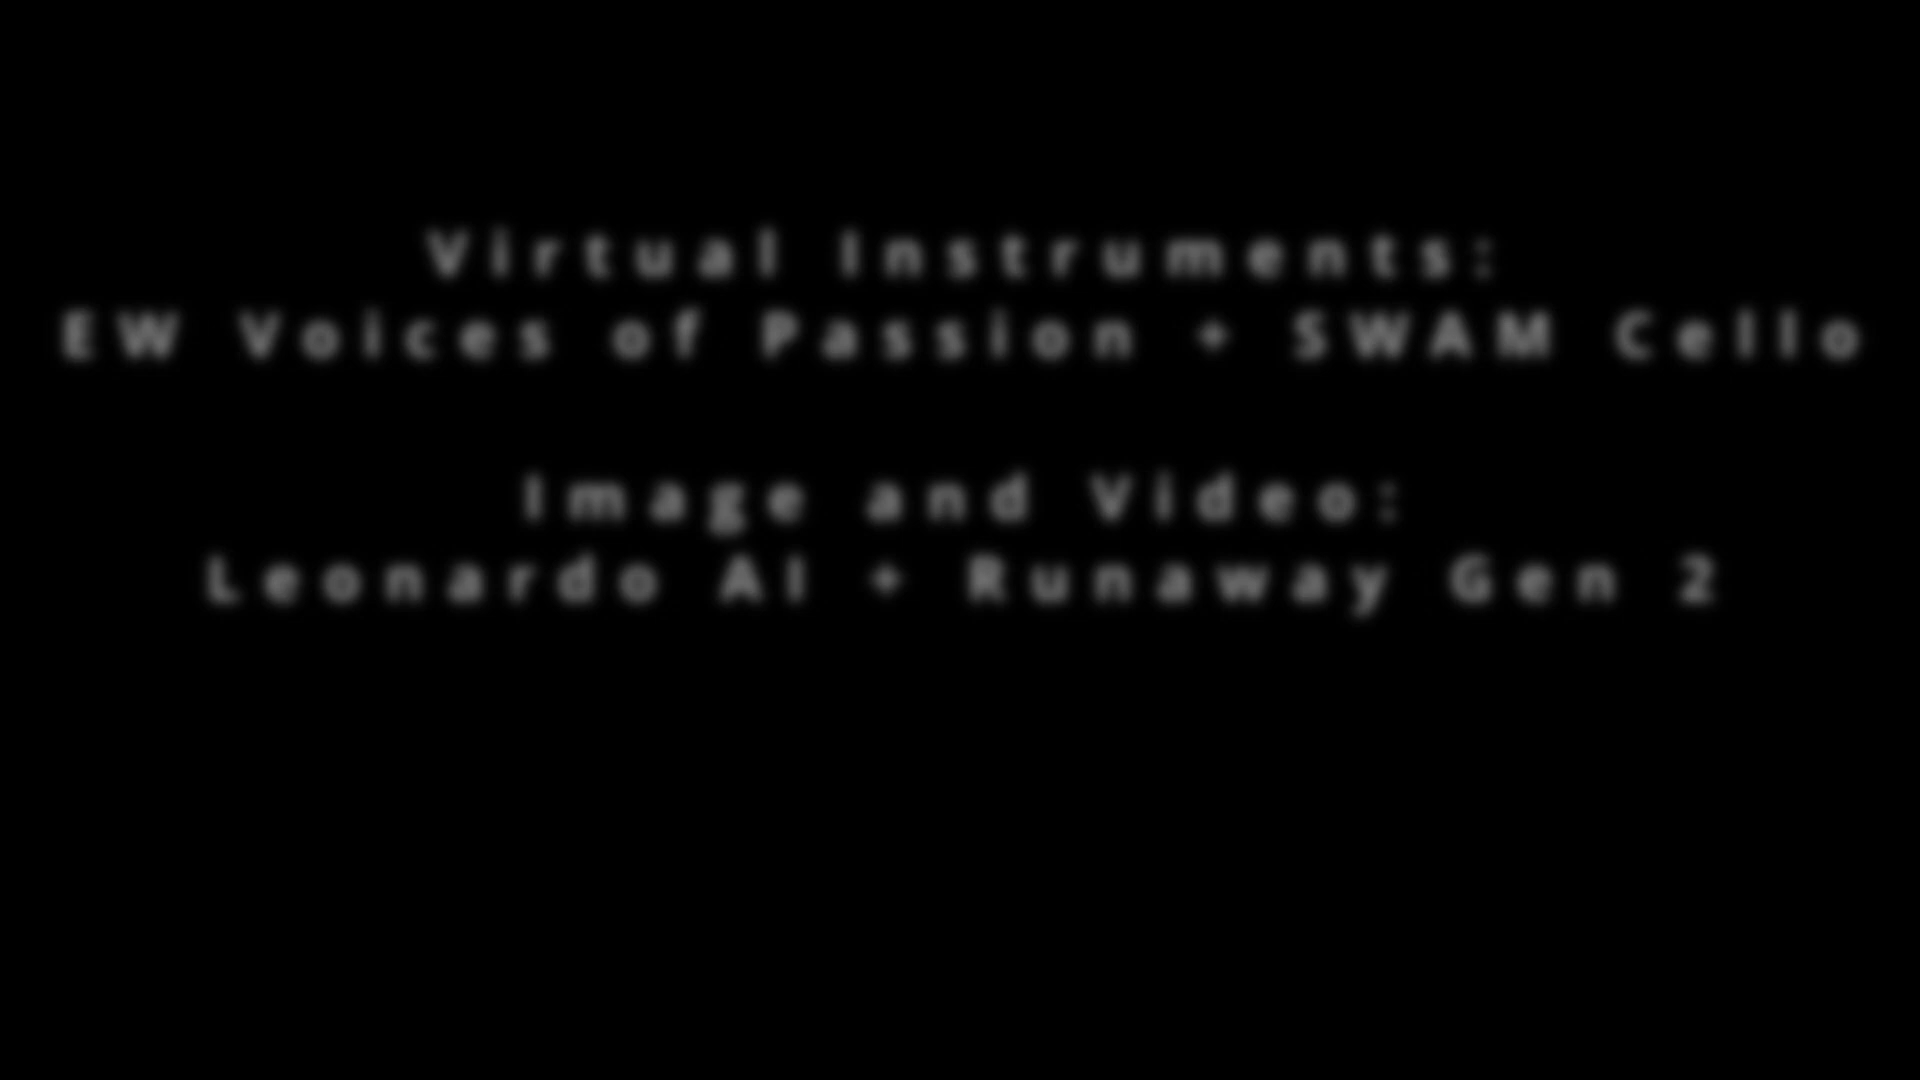 Virtual Instruments:
EW Voices of Passion + SWAM Cello
Image and Video:
Leonardo AI + Runaway Gen 2